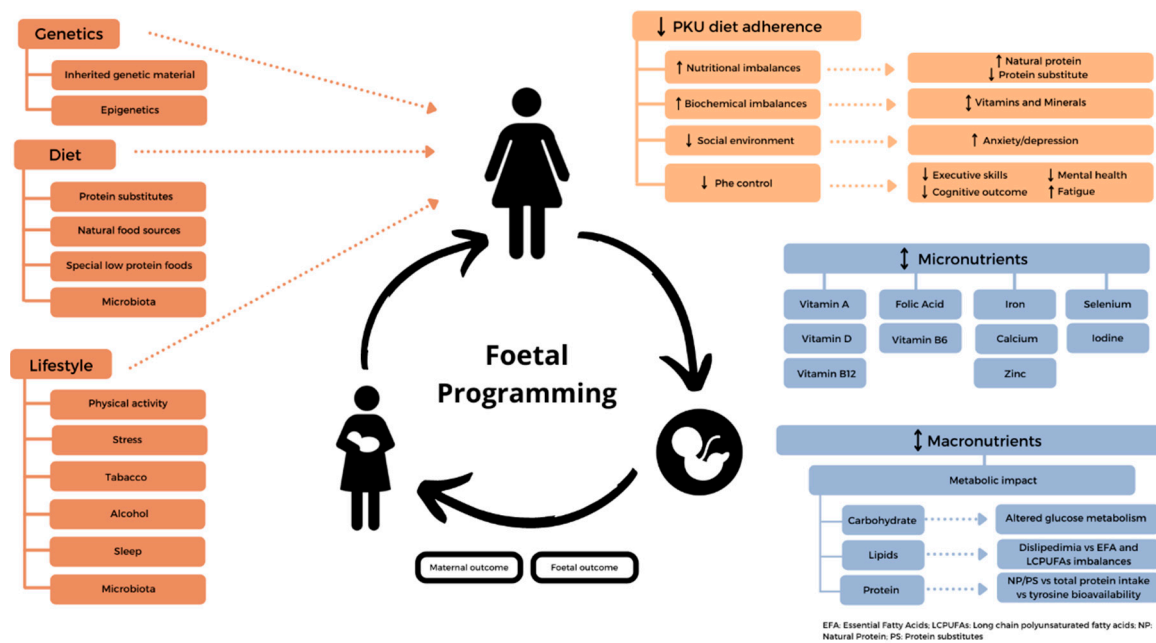 Genetics
Inherited genetic material
Epigenetics
Diet
Protein substitutes
Natural food sources
Special low protein foods
Microbiota
Lifestyle
Physical activity
Stress
Tabacco
Alcohol
Sleep
Microbiota
Foetal
Programming
Maternal outcome
Foetal outcome
↓ PKU diet adherence
↑ Nutritional imbalances
↑ Natural protein
↓ Protein substitute
↑ Biochemical imbalances
↕ Vitamins and Minerals
↓ Social environment
↑ Anxiety/depression
↓ Phe control
↓ Executive skills ↓ Mental health
↓ Cognitive outcome ↑ Fatigue
↕ Micronutrients
Vitamin A
Vitamin D
Vitamin B12
Folic Acid
Vitamin B6
Iron
Calcium
Zinc
Selenium
Iodine
↕ Macronutrients
Metabolic impact
Carbohydrate
Altered glucose metabolism
Lipids
Dislipedimia vs EFA and
LCPUFAs imbalances
Protein
NP/PS vs total protein intake
vs tyrosine bioavailability
EFA: Essential Fatty Acids; LCPUFAs: Long chain polyunsaturated fatty acids; NP:
Natural Protein; PS: Protein substitutes